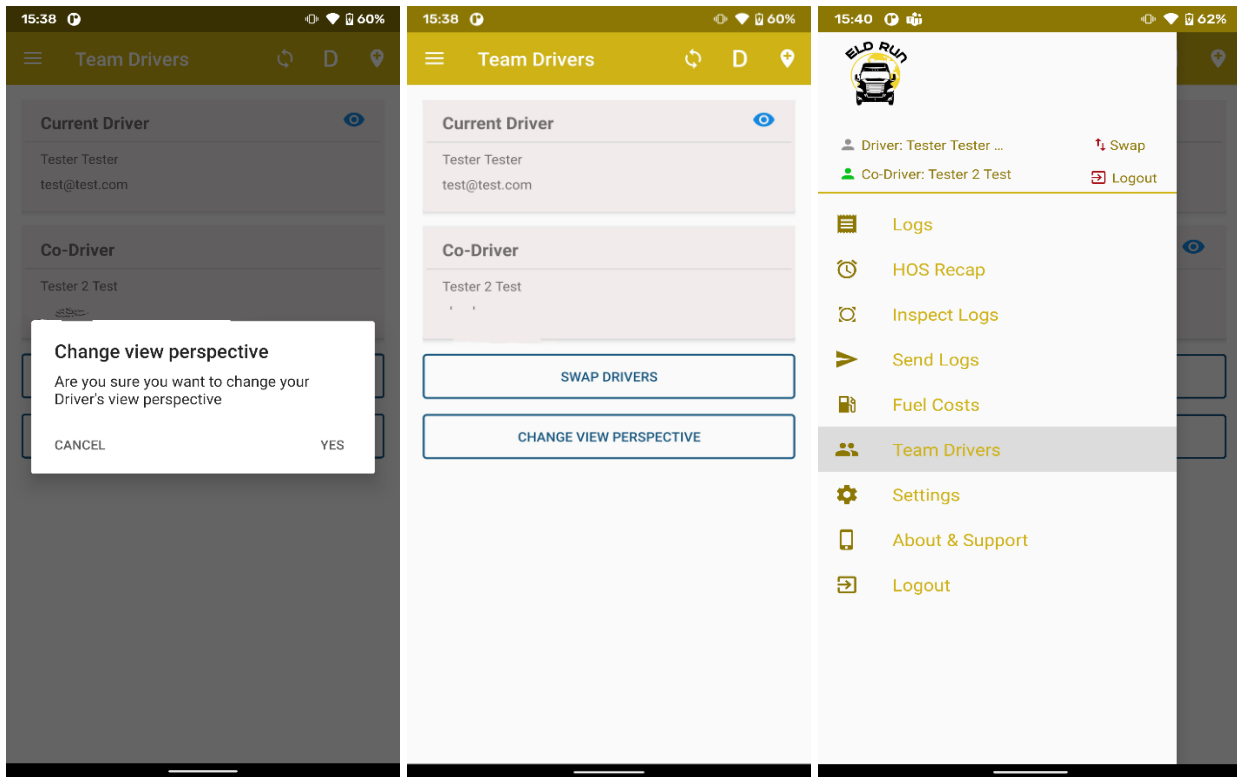 15:38
60%
Team Drivers
D
Current Driver
Tester Tester
test@test.com
Co-Driver
Tester 2 Test
Change view perspective
Are you sure you want to change your
Driver's view perspective
CANCEL YES
15:38
60%
Team Drivers
D
Current Driver
Tester Tester
test@test.com
Co-Driver
Tester 2 Test
SWAP DRIVERS
CHANGE VIEW PERSPECTIVE
15:40
62%
ELD RUN
Driver: Tester Tester ...
Swap
Co-Driver: Tester 2 Test
Logout
Logs
HOS Recap
Inspect Logs
Send Logs
Fuel Costs
Team Drivers
Settings
About & Support
Logout